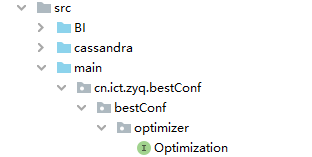 src
BI
cassandra
main
cn.ict.zyq.bestConf
bestConf
optimizer
I Optimization